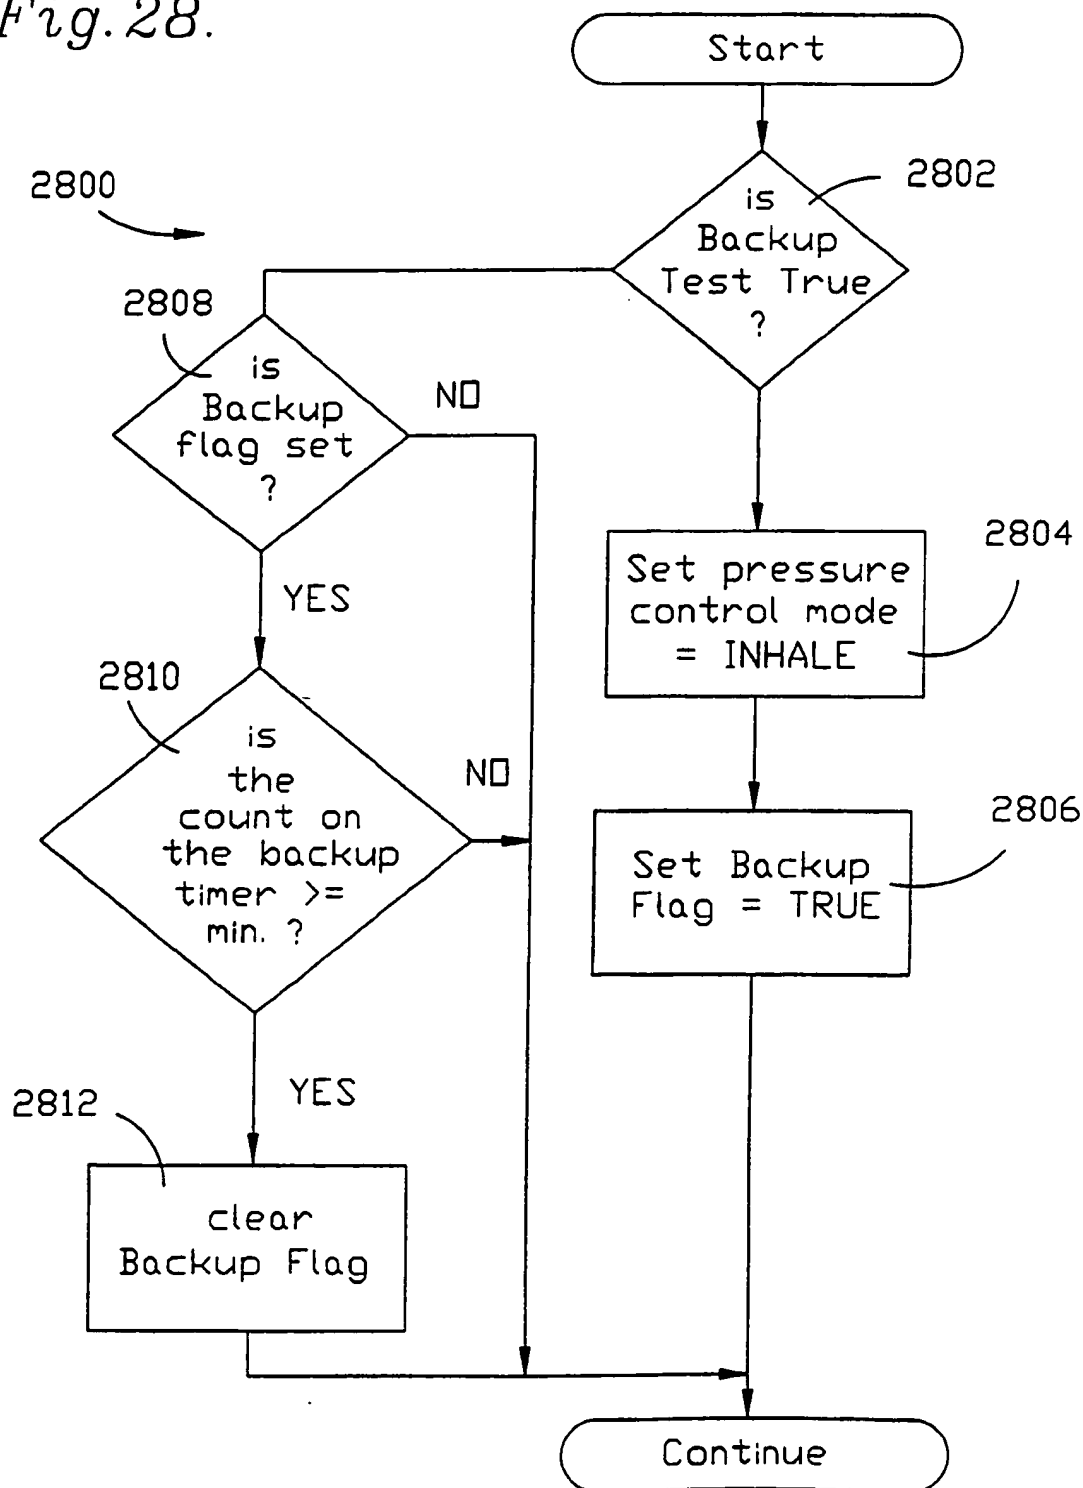 Fig. 28.
Start
2800
2802
is
Backup
Test True
?
2808
is
Backup
flag set
?
NO
YES
2804
Set pressure
control mode
= INHALE
2810
is
the
count on
the backup
timer >=
min. ?
NO
YES
2806
Set Backup
Flag = TRUE
2812
clear
Backup Flag
Continue